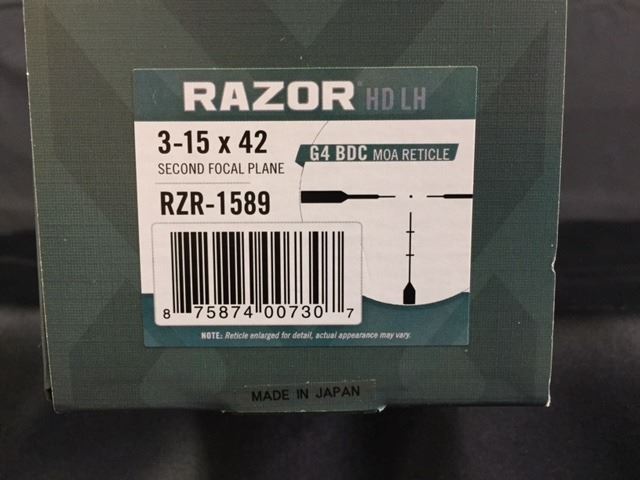 RAZOR HD LH
3-15 x 42
SECOND FOCAL PLANE
G4 BDC MOA RETICLE
RZR-1589
8 75874 00730 7
NOTE: Reticle enlarged for detail, actual appearance may vary.
MADE IN JAPAN